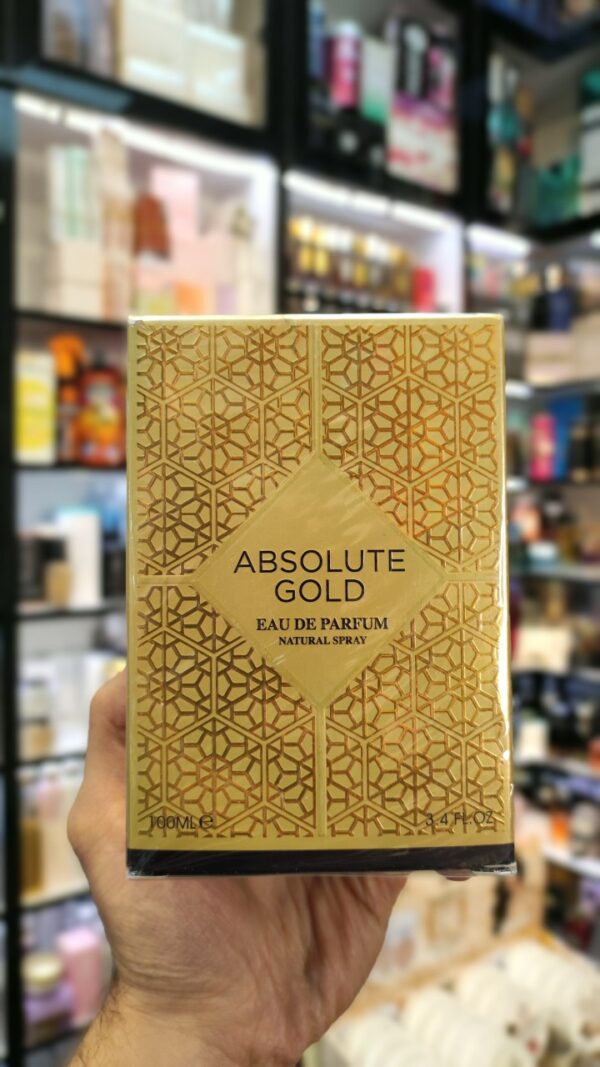 ABSOLUTE
GOLD
EAU DE PARFUM
NATURAL SPRAY
100ML ℮
3.4 FL.OZ